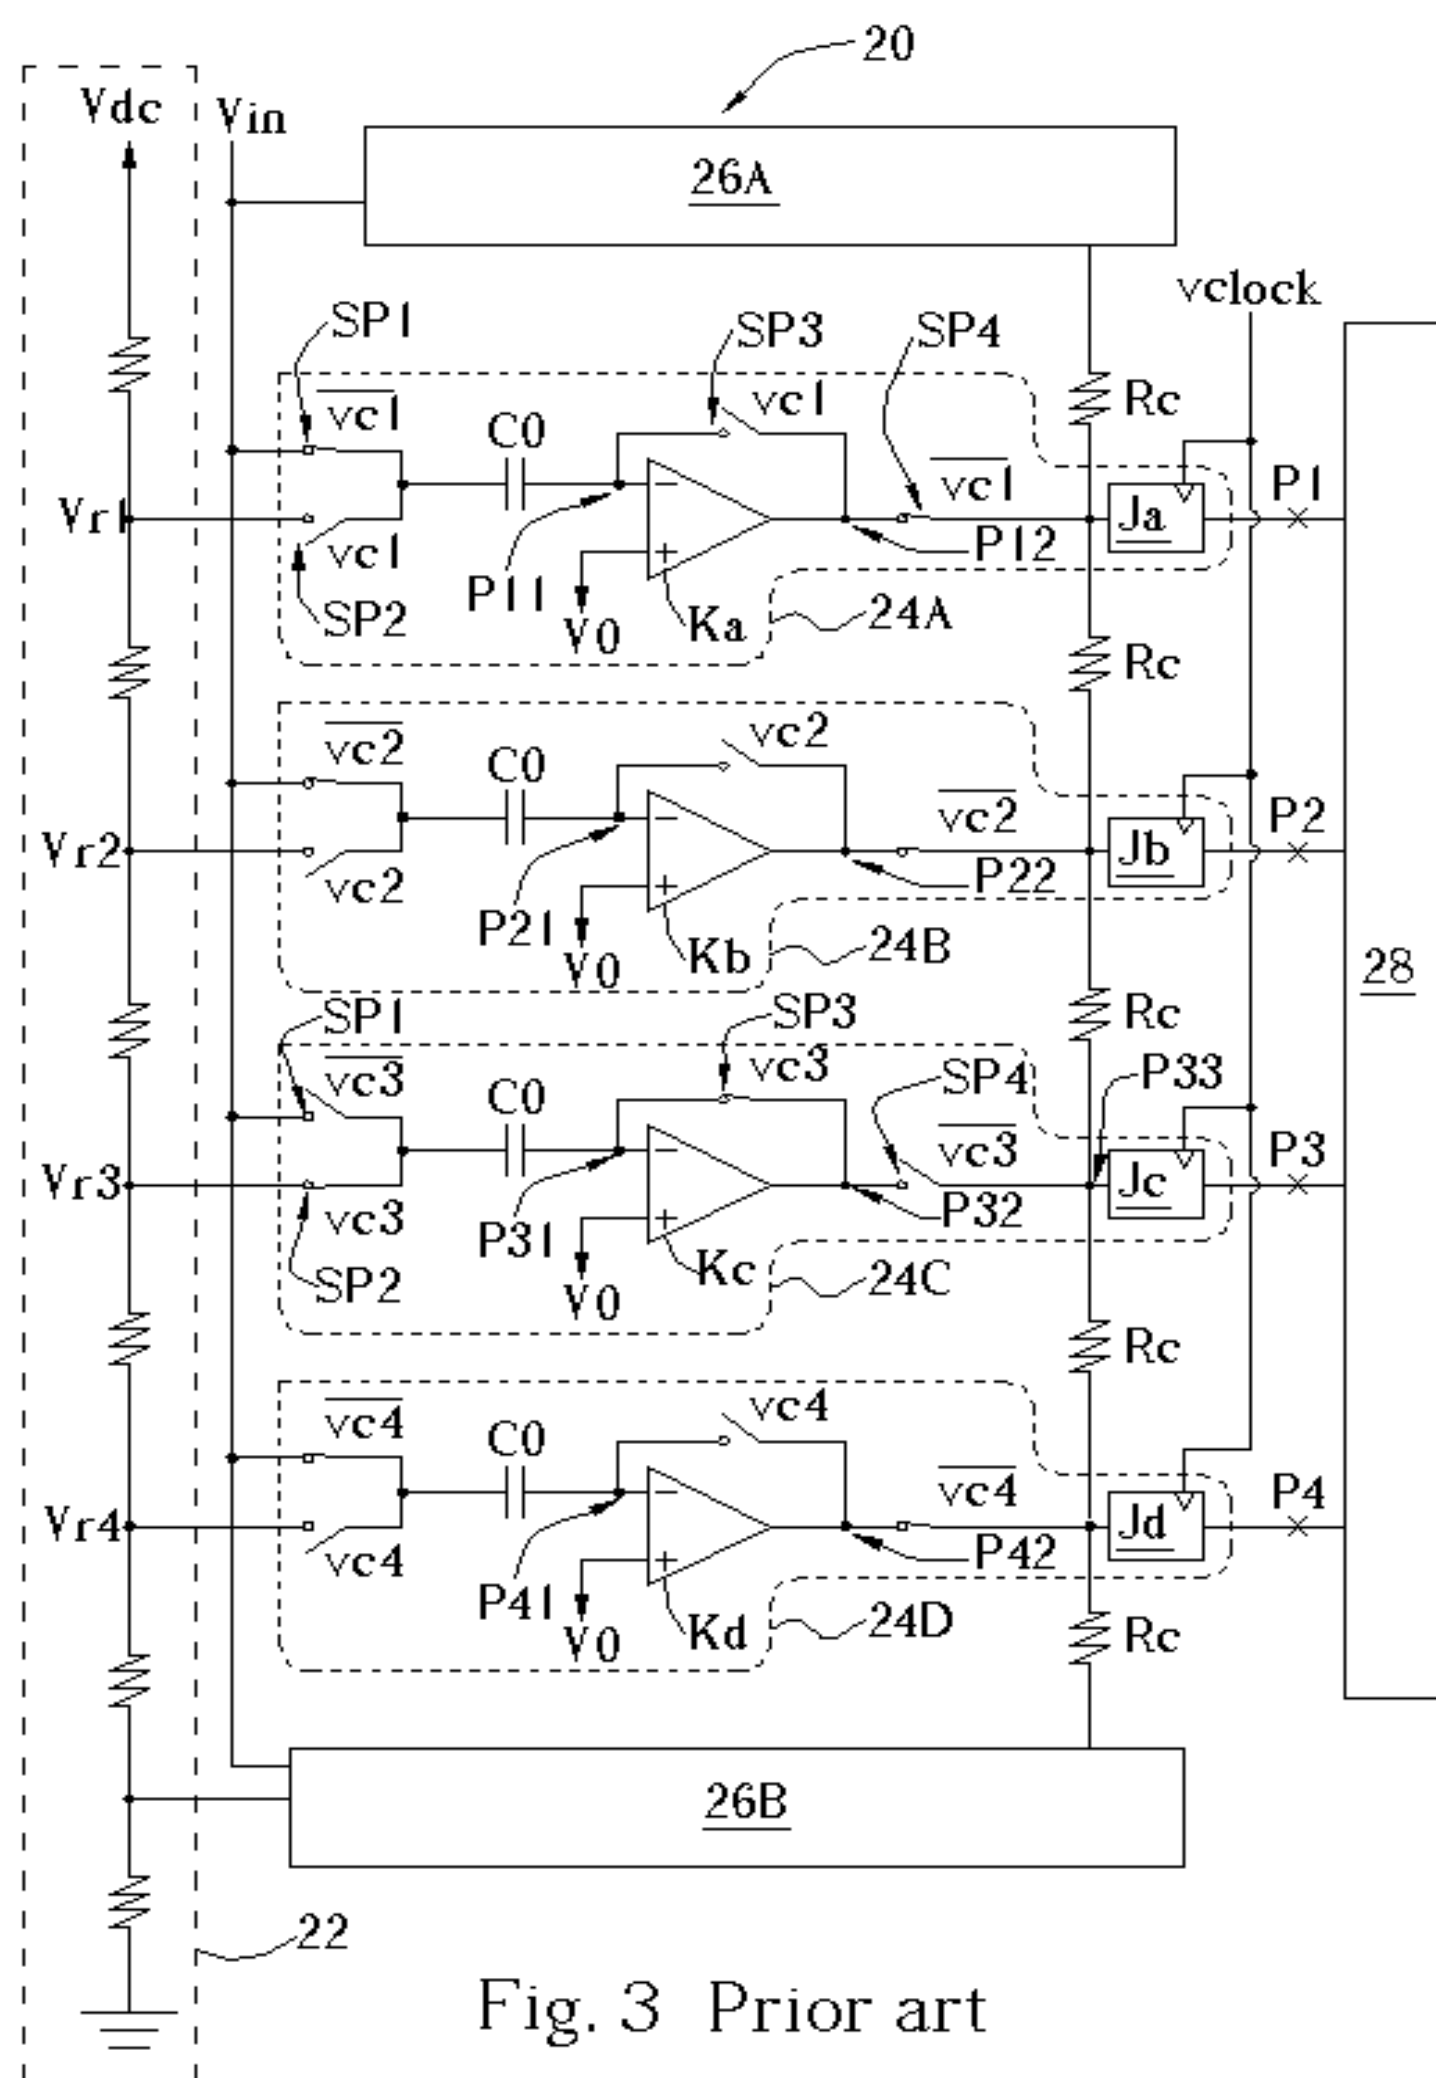 20
Vdc
Vin
26A
vclock
SP1
SP3
SP4
vc1
vc1
Rc
C0
vc1
Vr1
vc1
Ja
P1
P11
P12
SP2
V0
Ka
24A
Rc
vc2
vc2
C0
vc2
P2
Vr2
vc2
Jb
P21
P22
V0
Kb
24B
28
SP1
SP3
Rc
vc3
vc3
SP4
P33
C0
vc3
P3
Vr3
vc3
Jc
P31
P32
SP2
V0
Kc
24C
Rc
vc4
vc4
C0
vc4
P4
Vr4
vc4
Jd
P41
P42
V0
Kd
24D
Rc
26B
22
Fig. 3 Prior art